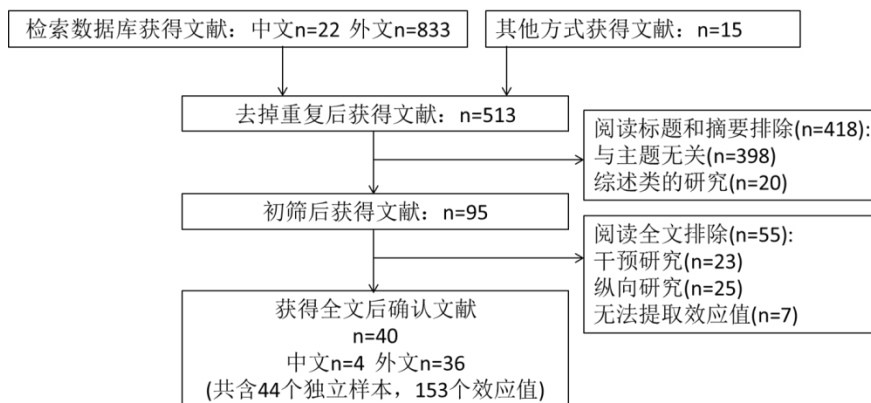 检索数据库获得文献：中文n=22 外文n=833
其他方式获得文献：n=15
去掉重复后获得文献：n=513
阅读标题和摘要排除(n=418):
与主题无关(n=398)
综述类的研究(n=20)
初筛后获得文献：n=95
阅读全文排除(n=55):
干预研究(n=23)
纵向研究(n=25)
无法提取效应值(n=7)
获得全文后确认文献
n=40
中文n=4 外文n=36
(共含44个独立样本，153个效应值)